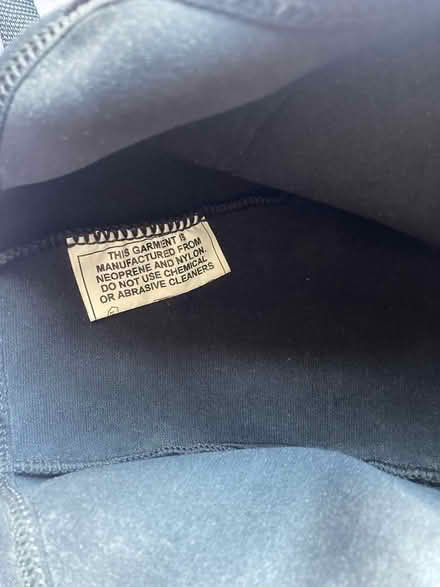 THIS GARMENT IS
MANUFACTURED FROM
NEOPRENE AND NYLON.
DO NOT USE CHEMICAL
OR ABRASIVE CLEANERS